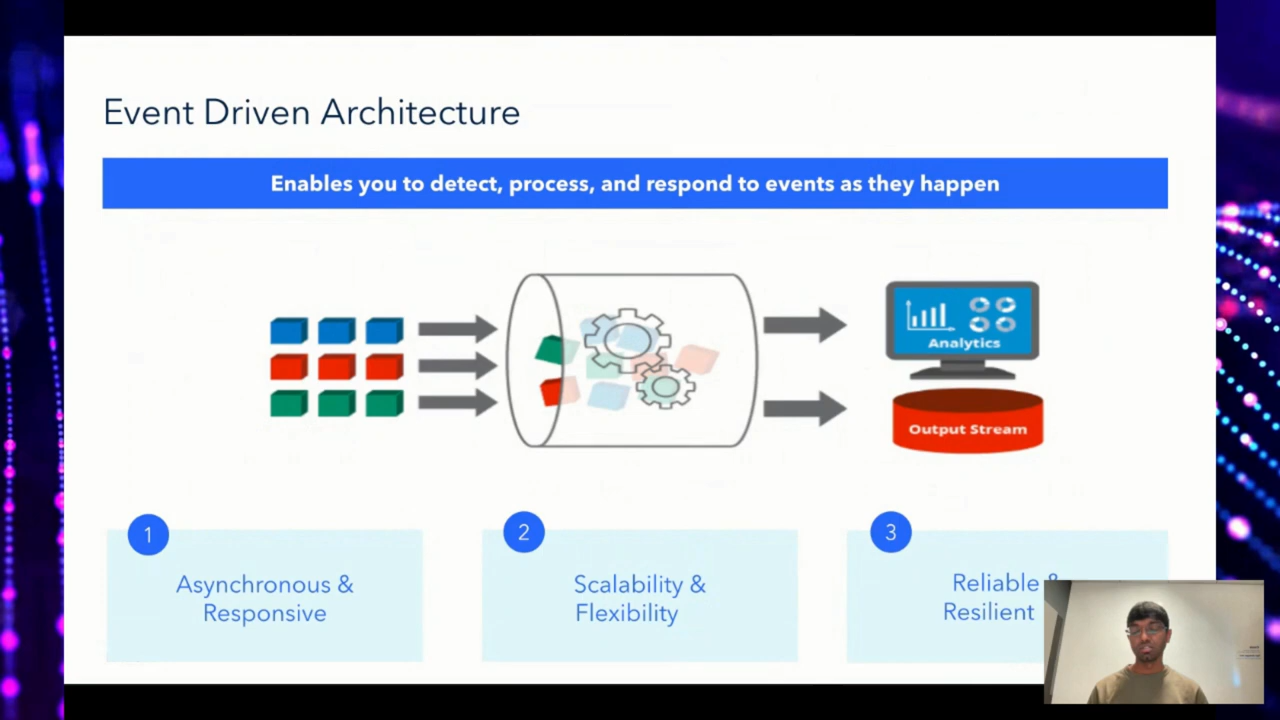 Event Driven Architecture
Enables you to detect, process, and respond to events as they happen
Analytics
Output Stream
1
Asynchronous &
Responsive
2
Scalability &
Flexibility
3
Reliable &
Resilient